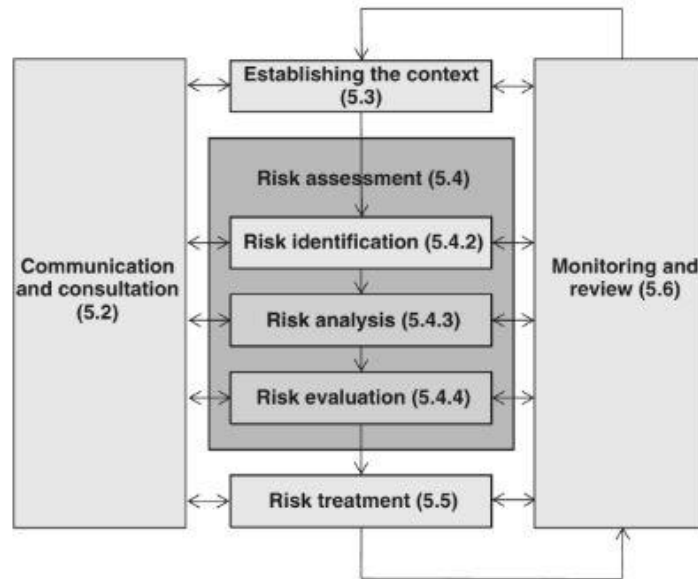 Establishing the context
(5.3)
Risk assessment (5.4)
Risk identification (5.4.2)
Communication
and consultation
(5.2)
Monitoring and
review (5.6)
Risk analysis (5.4.3)
Risk evaluation (5.4.4)
Risk treatment (5.5)